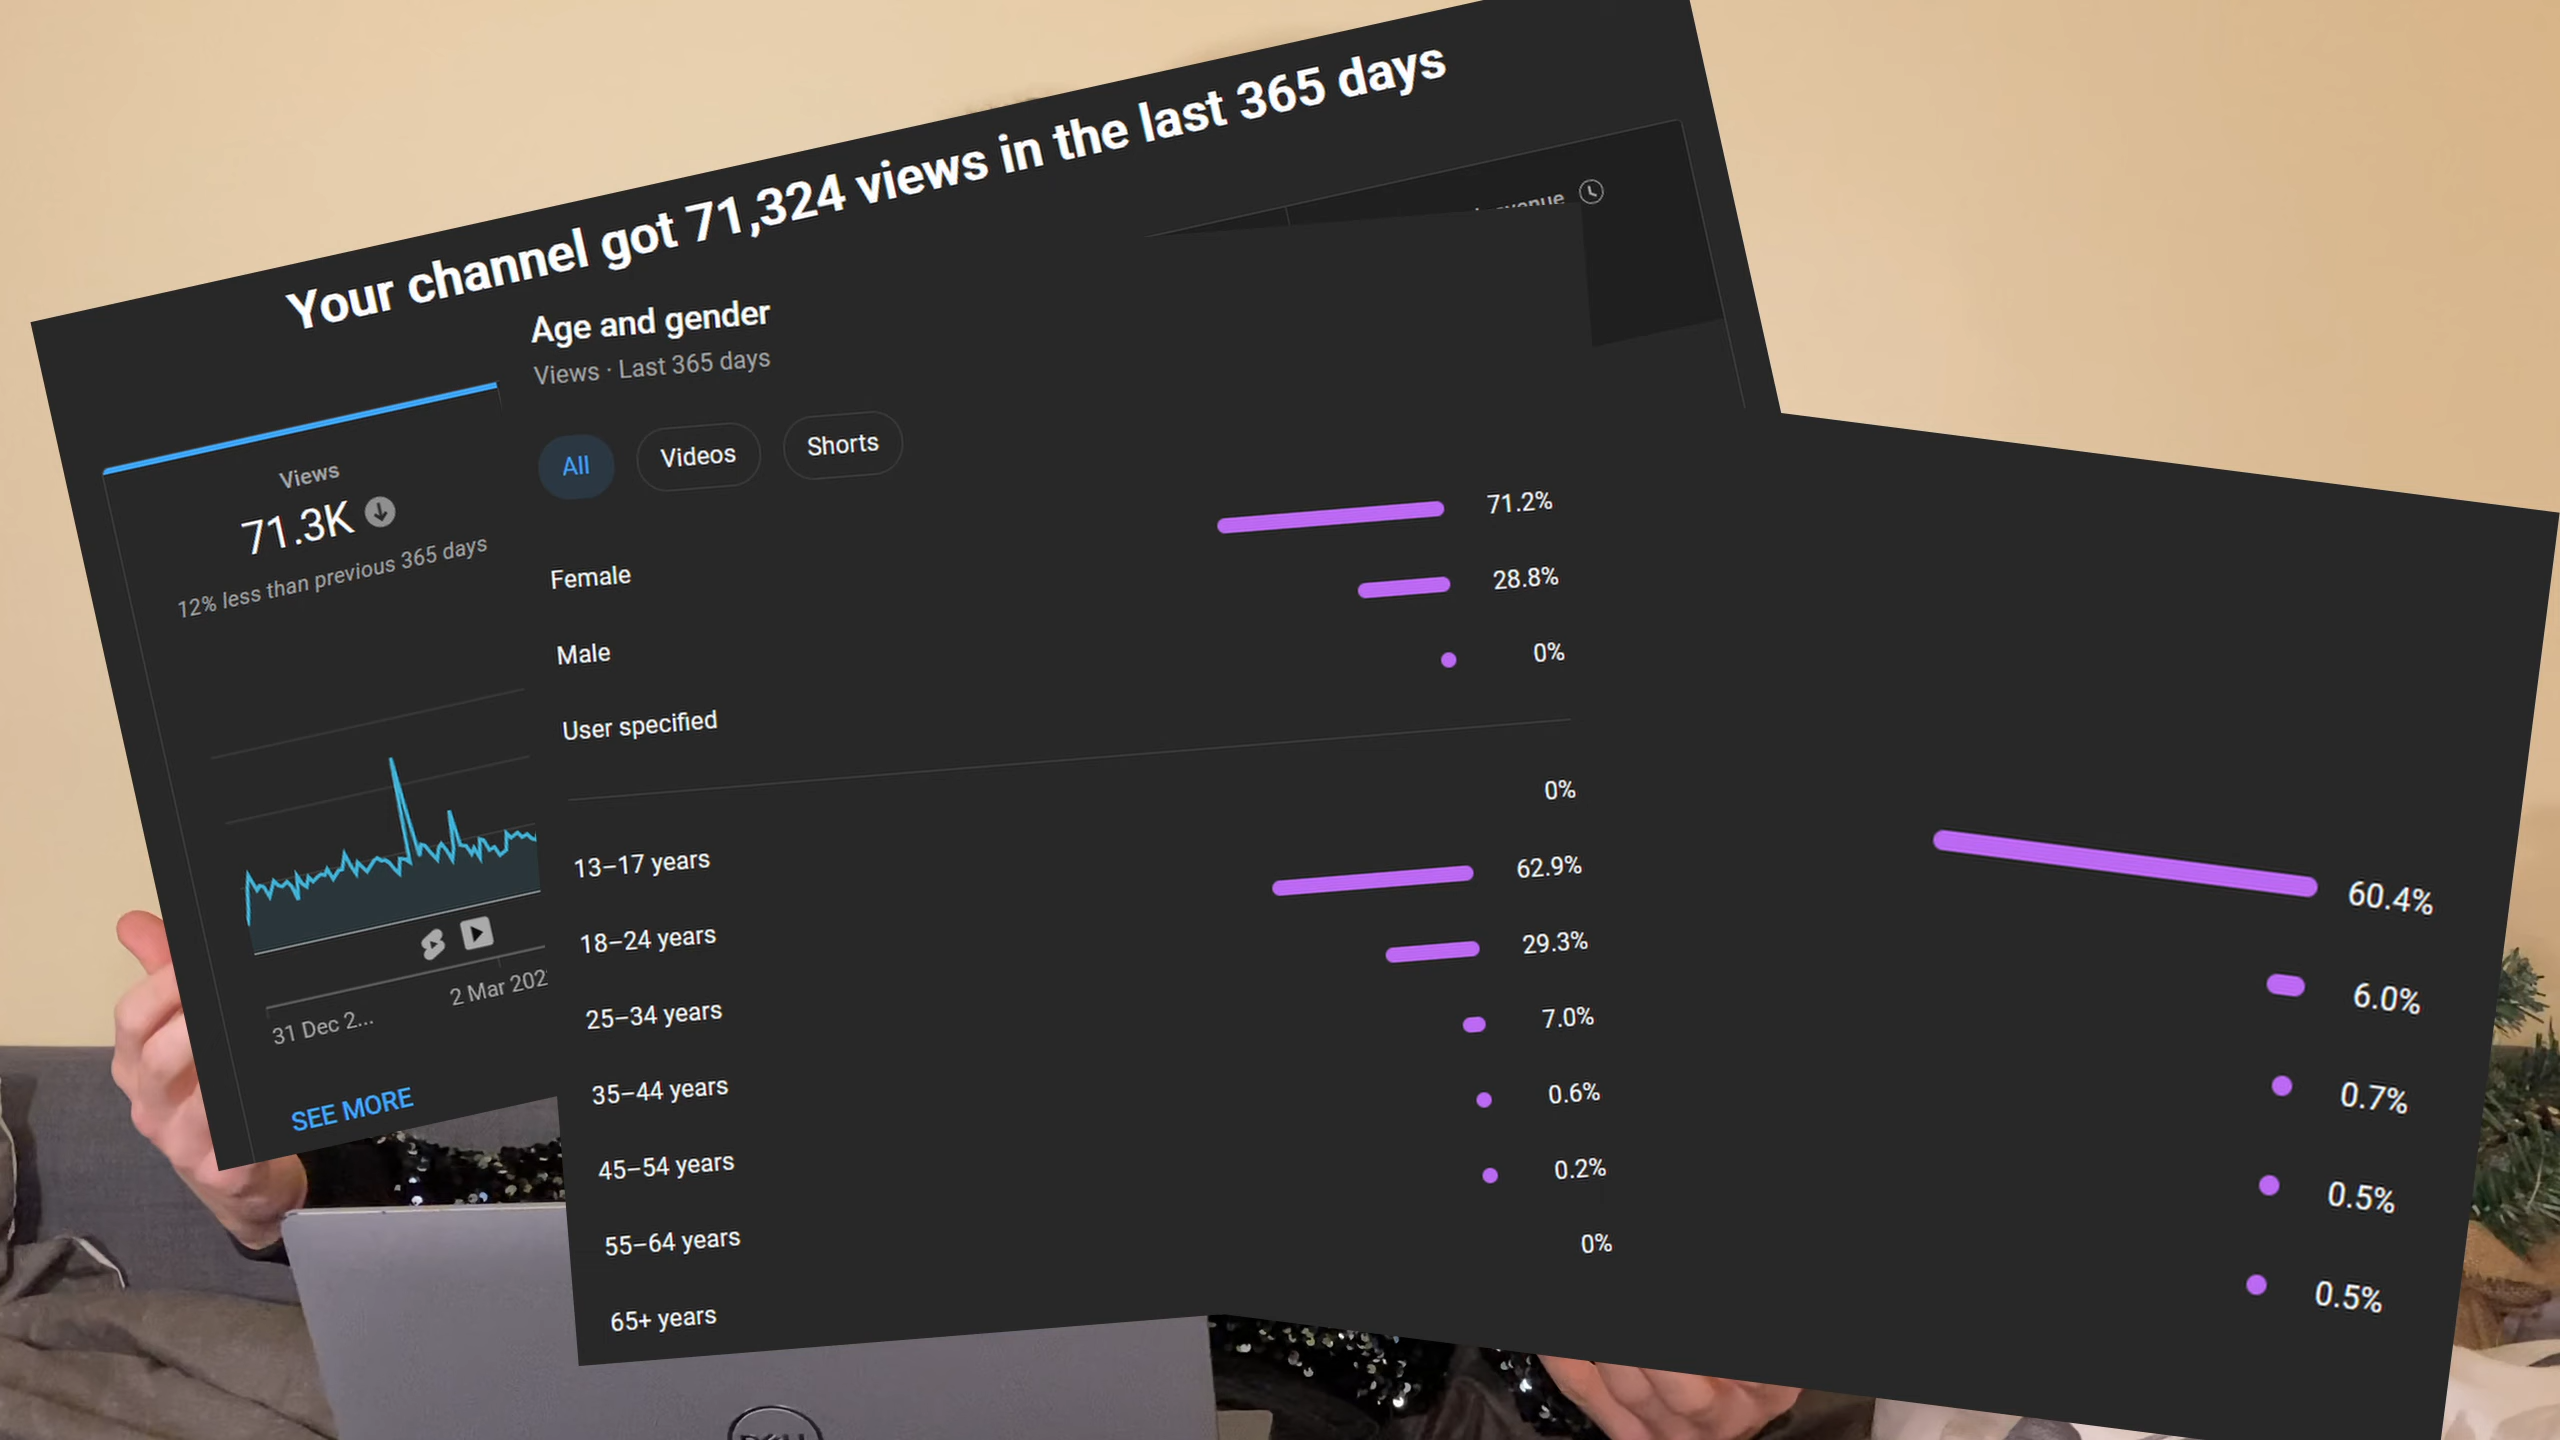 Your channel got 71,324 views in the last 365 days
Views
71.3K
12% less than previous 365 days
31 Dec 2...
2 Mar 202
SEE MORE
Age and gender
Views · Last 365 days
All
Videos
Shorts
Female
71.2%
Male
28.8%
User specified
0%
13–17 years
0%
18–24 years
62.9%
25–34 years
29.3%
35–44 years
7.0%
45–54 years
0.6%
55–64 years
0.2%
65+ years
0%
60.4%
6.0%
0.7%
0.5%
0.5%